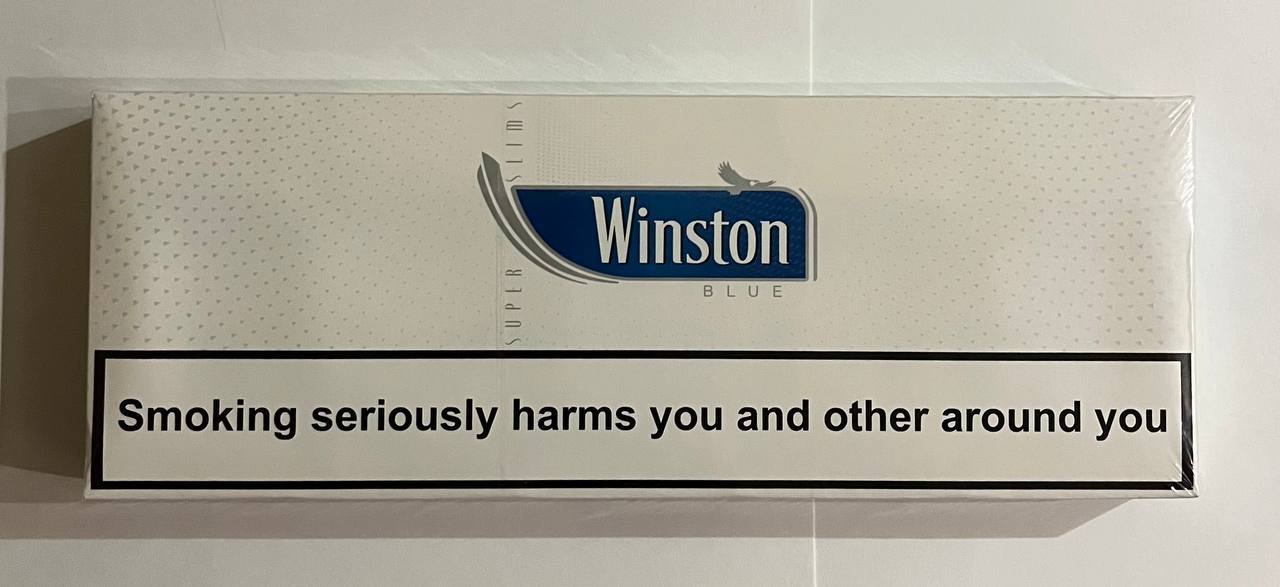 SUPER SLIMS
Winston
BLUE
Smoking seriously harms you and other around you